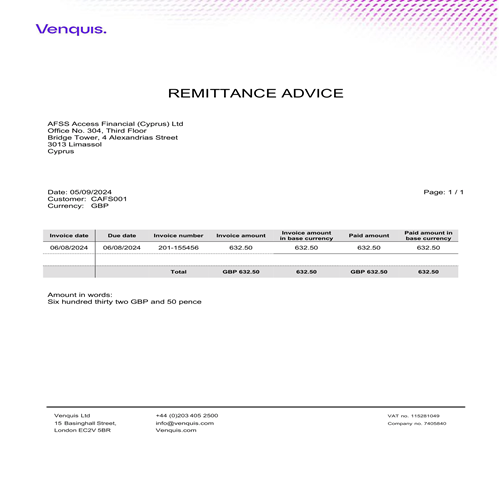 Venquis.
REMITTANCE ADVICE
AFSS Access Financial (Cyprus) Ltd
Office No. 304, Third Floor
Bridge Tower, 4 Alexandrias Street
3013 Limassol
Cyprus
Date: 05/09/2024 Page: 1 / 1
Customer: CAFS001
Currency: GBP
Invoice date Due date Invoice number Invoice amount Invoice amount in base currency Paid amount Paid amount in base currency
06/08/2024 06/08/2024 201-155456 632.50 632.50 632.50 632.50
Total GBP 632.50 632.50 GBP 632.50 632.50
Amount in words:
Six hundred thirty two GBP and 50 pence
Venquis Ltd +44 (0)203 405 2500 VAT no. 115281049
15 Basinghall Street, info@venquis.com Company no. 7405840
London EC2V 5BR Venquis.com